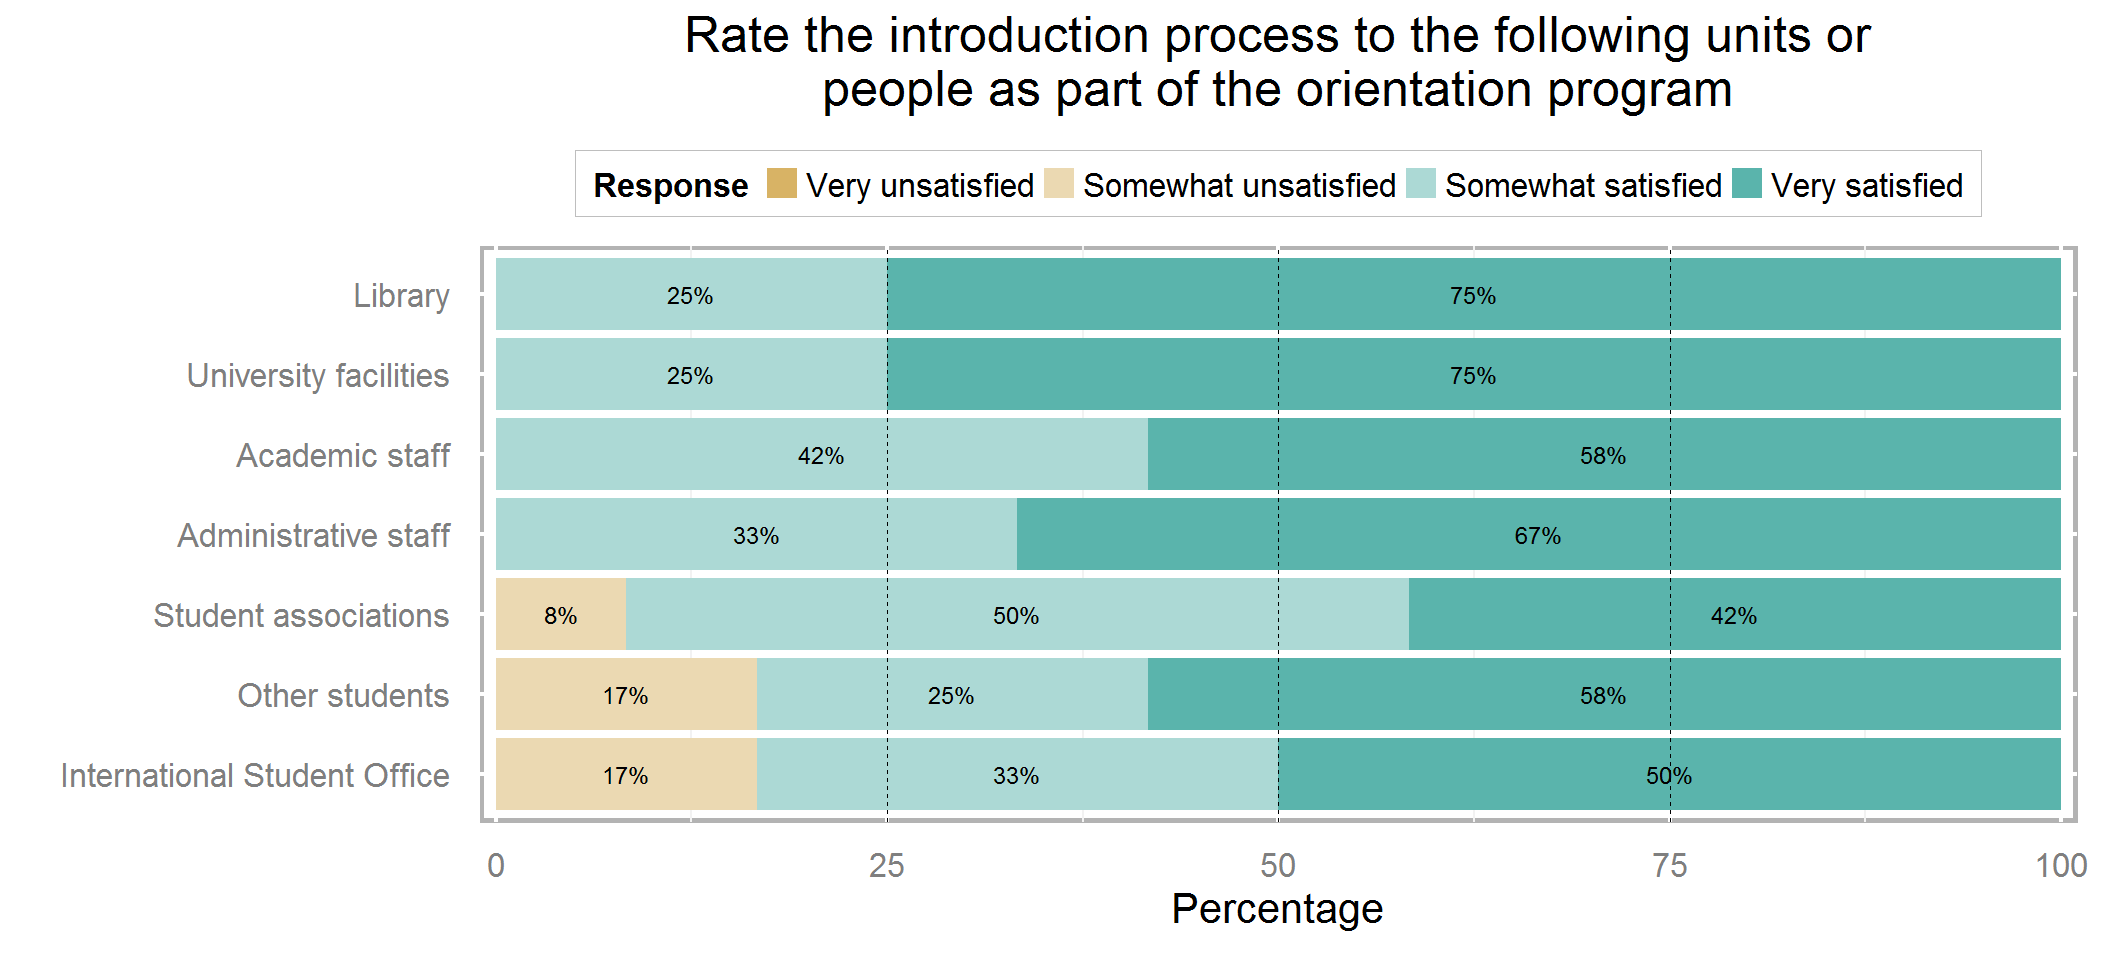 Rate the introduction process to the following units or
people as part of the orientation program
Response Very unsatisfied Somewhat unsatisfied Somewhat satisfied Very satisfied
Library 25% 75%
University facilities 25% 75%
Academic staff 42% 58%
Administrative staff 33% 67%
Student associations 8% 50% 42%
Other students 17% 25% 58%
International Student Office 17% 33% 50%
0 25 50 75 100
Percentage